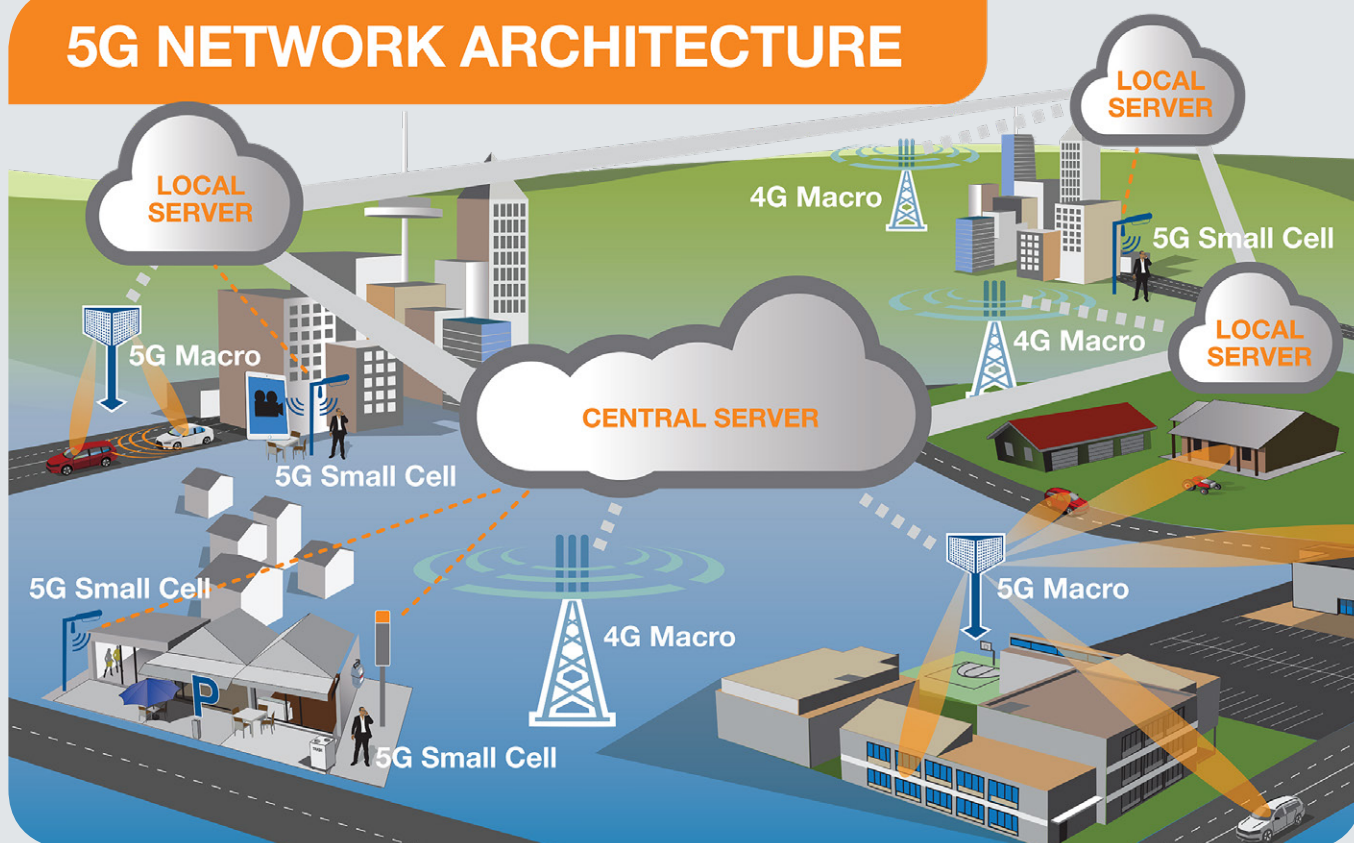 5G NETWORK ARCHITECTURE
LOCAL
SERVER
LOCAL
SERVER
4G Macro
5G Small Cell
5G Macro
4G Macro
LOCAL
SERVER
CENTRAL SERVER
5G Small Cell
5G Small Cell
5G Macro
4G Macro
P
5G Small Cell